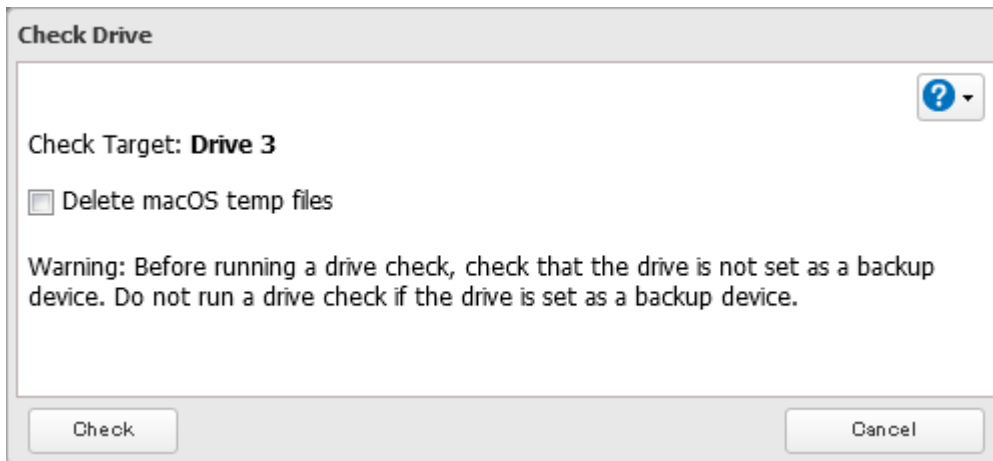 Check Drive
?
Check Target: Drive 3
Delete macOS temp files
Warning: Before running a drive check, check that the drive is not set as a backup
device. Do not run a drive check if the drive is set as a backup device.
Check
Cancel